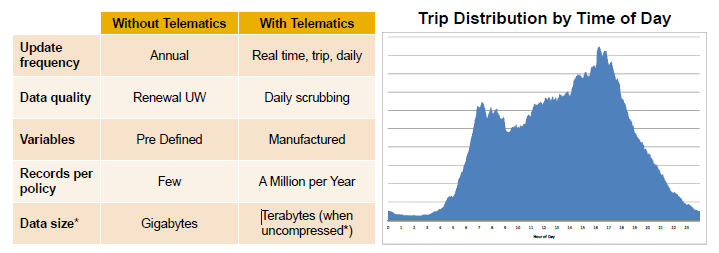 Without Telematics With Telematics
Update frequency Annual Real time, trip, daily
Data quality Renewal UW Daily scrubbing
Variables Pre Defined Manufactured
Records per policy Few A Million per Year
Data size* Gigabytes Terabytes (when uncompressed*)
Trip Distribution by Time of Day
0 1 2 3 4 5 6 7 8 9 10 11 12 13 14 15 16 17 18 19 20 21 22 23
Hour of Day